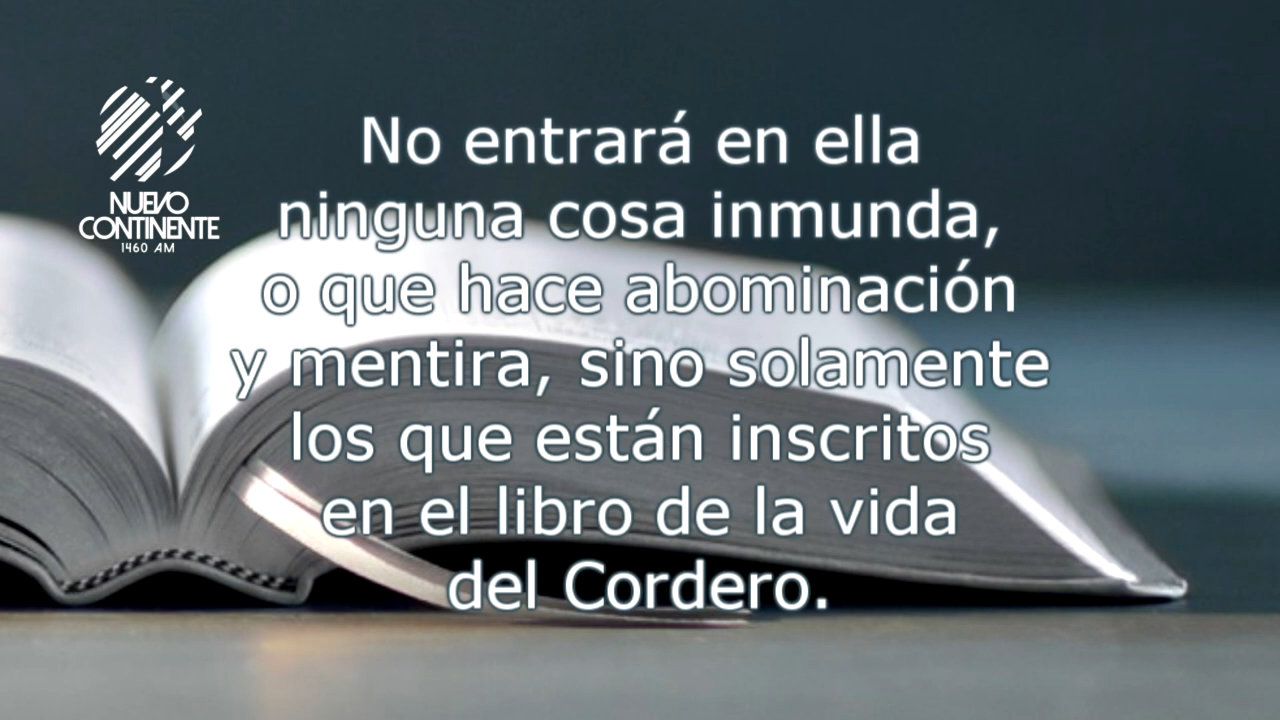 NUEVO
CONTINENTE
1460 AM
No entrará en ella
ninguna cosa inmunda,
o que hace abominación
y mentira, sino solamente
los que están inscritos
en el libro de la vida
del Cordero.